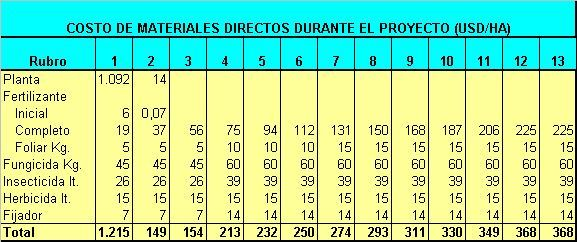 COSTO DE MATERIALES DIRECTOS DURANTE EL PROYECTO (USD/HA)
Rubro 1 2 3 4 5 6 7 8 9 10 11 12 13
Planta 1.092 14
Fertilizante
Inicial 6 0,07
Completo 19 37 56 75 94 112 131 150 168 187 206 225 225
Foliar Kg. 5 5 5 10 10 10 15 15 15 15 15 15 15
Fungicida Kg. 45 45 45 60 60 60 60 60 60 60 60 60 60
Insecticida lt. 26 26 26 39 39 39 39 39 39 39 39 39 39
Herbicida lt. 15 15 15 15 15 15 15 15 15 15 15 15 15
Fijador 7 7 7 14 14 14 14 14 14 14 14 14 14
Total 1.215 149 154 213 232 250 274 293 311 330 349 368 368